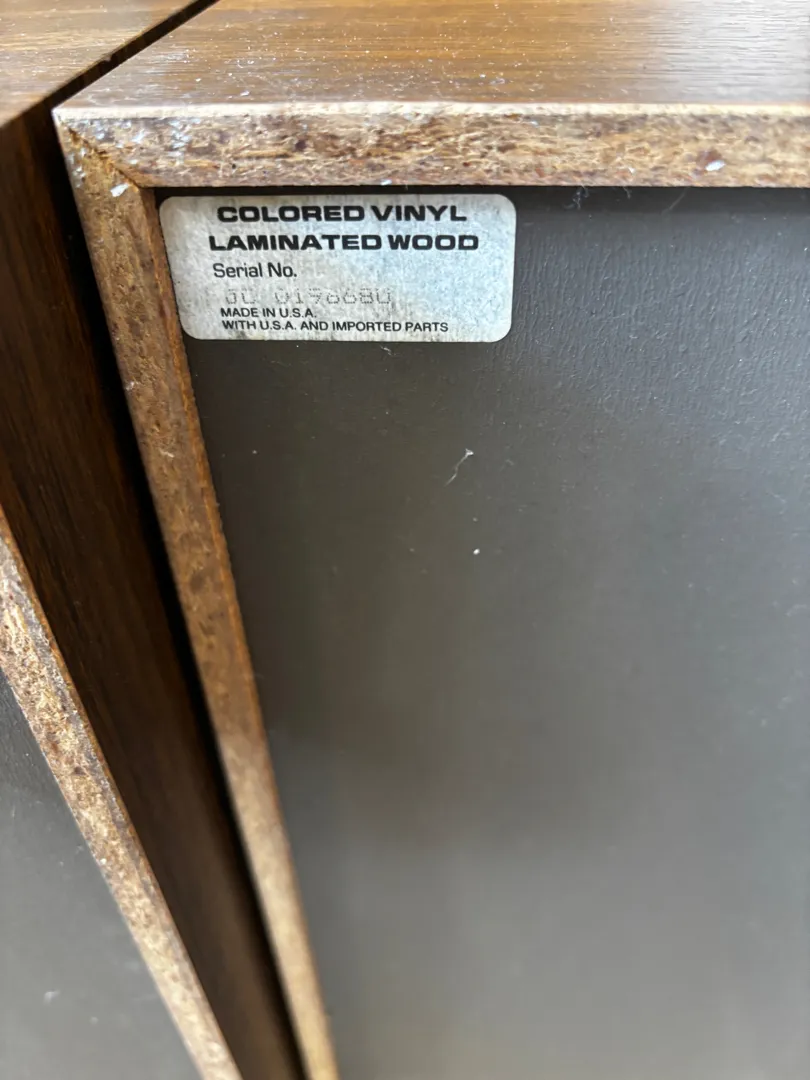 COLORED VINYL
LAMINATED WOOD
Serial No.
MADE IN U.S.A.
WITH U.S.A. AND IMPORTED PARTS